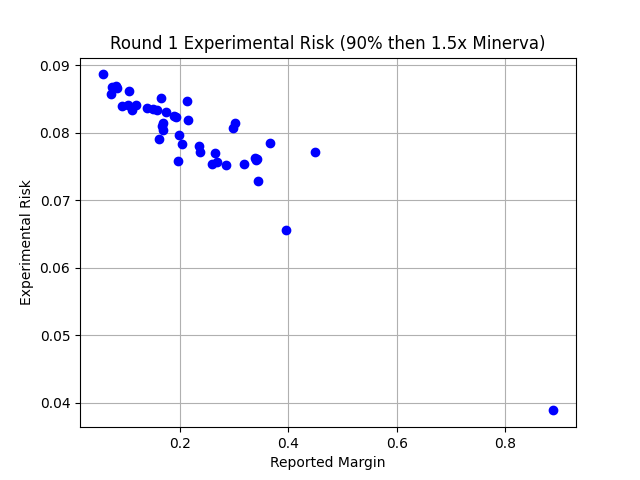 Round 1 Experimental Risk (90% then 1.5x Minerva)
0.09
0.08
0.07
0.06
0.05
0.04
Experimental Risk
0.2 0.4 0.6 0.8
Reported Margin